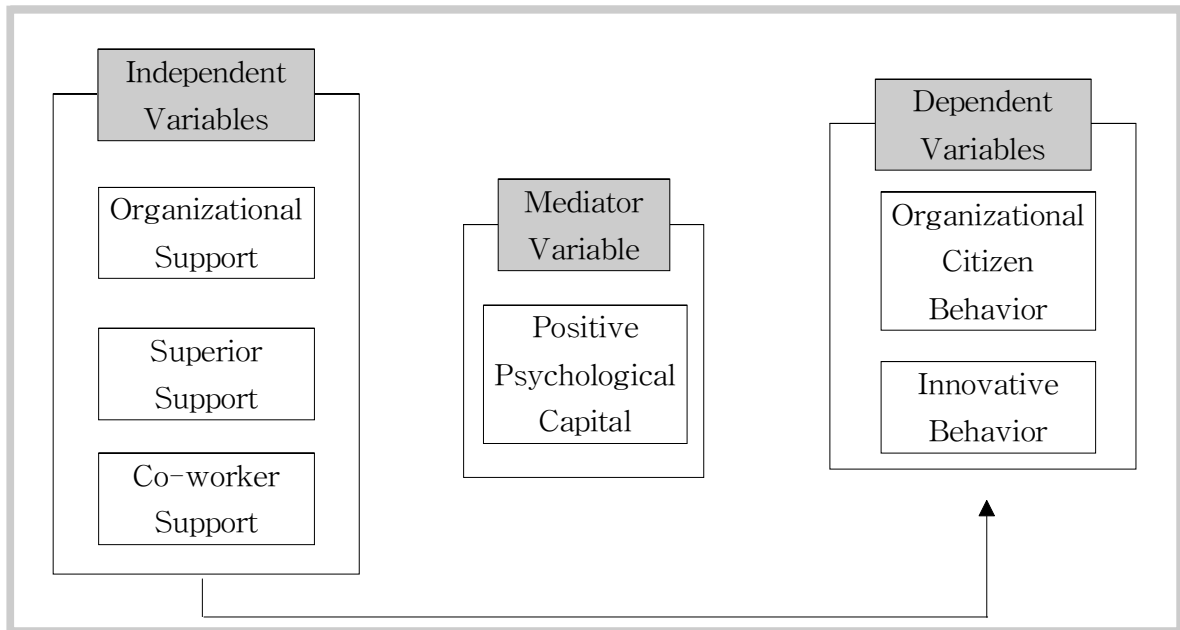 Independent
Variables
Organizational
Support
Superior
Support
Co-worker
Support
Mediator
Variable
Positive
Psychological
Capital
Dependent
Variables
Organizational
Citizen
Behavior
Innovative
Behavior